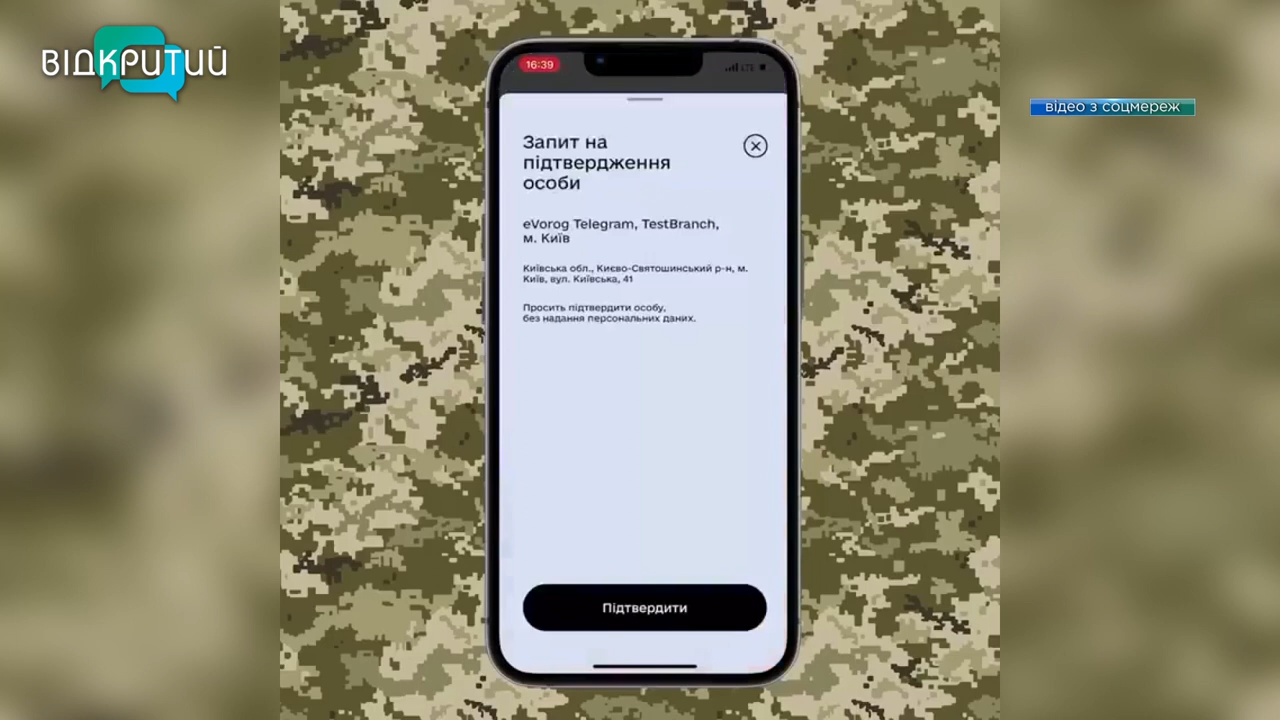 ВІДКРИТИЙ
відео з соцмереж
16:39
LTE
Запит на
підтвердження
особи
eVorog Telegram, TestBranch,
м. Київ
Київська обл., Києво-Святошинський р-н, м.
Київ, вул. Київська, 41
Просить підтвердити особу,
без надання персональних даних.
Підтвердити